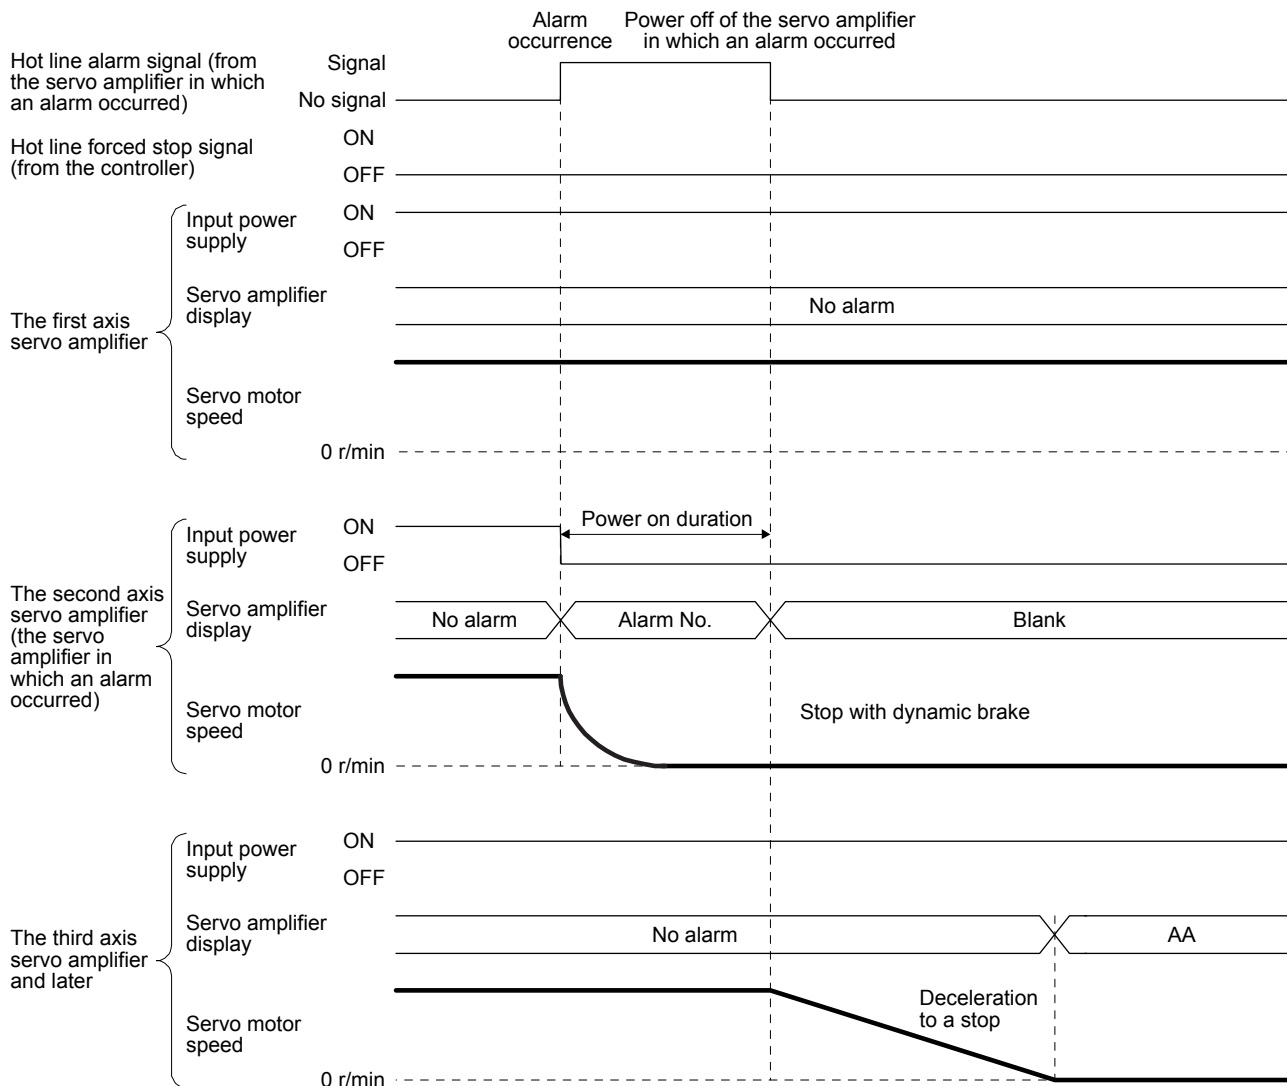 Alarm
occurrence
Power off of the servo amplifier
in which an alarm occurred
Hot line alarm signal (from
the servo amplifier in which
an alarm occurred)
Signal
No signal
Hot line forced stop signal
(from the controller)
ON
OFF
The first axis
servo amplifier
Input power
supply
ON
OFF
Servo amplifier
display
No alarm
Servo motor
speed
0 r/min
The second axis
servo amplifier
(the servo
amplifier in
which an alarm
occurred)
Input power
supply
ON
OFF
Power on duration
Servo amplifier
display
No alarm
Alarm No.
Blank
Servo motor
speed
Stop with dynamic brake
0 r/min
The third axis
servo amplifier
and later
Input power
supply
ON
OFF
Servo amplifier
display
No alarm
AA
Servo motor
speed
Deceleration
to a stop
0 r/min